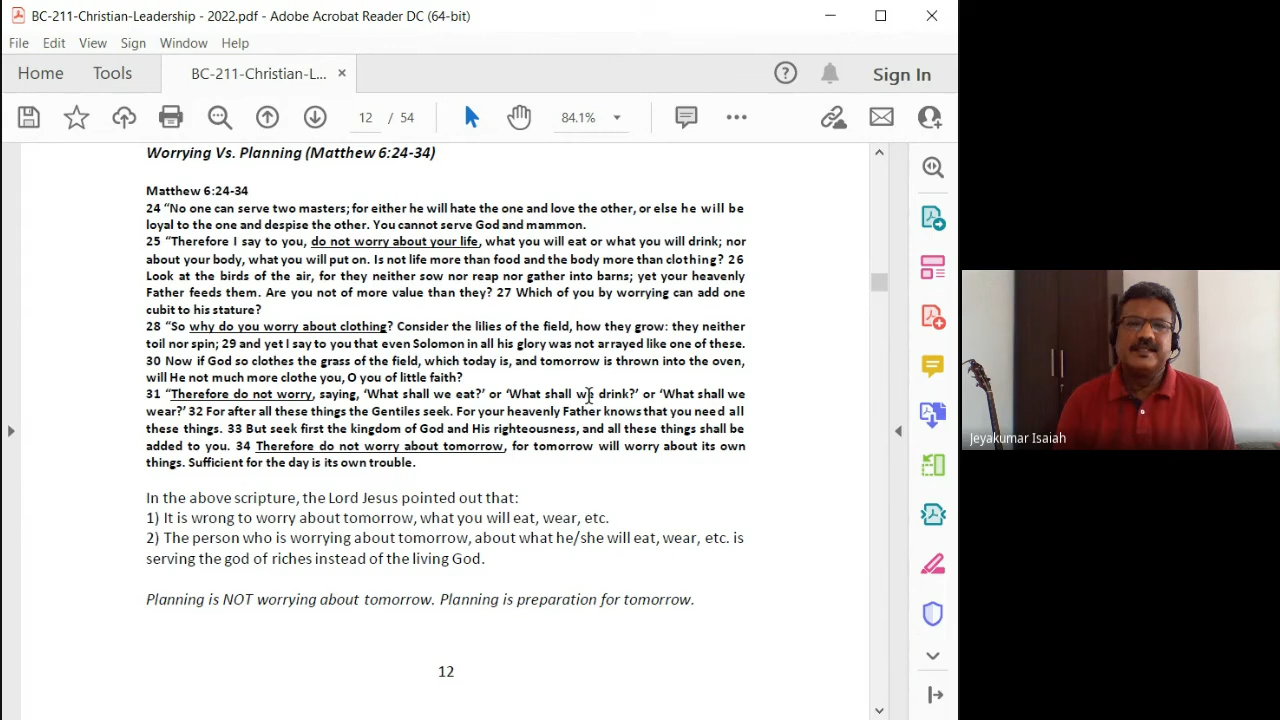 BC-211-Christian-Leadership - 2022.pdf - Adobe Acrobat Reader DC (64-bit)
File Edit View Sign Window Help
Home Tools BC-211-Christian-L... Sign In
12 / 54 84.1%
Worrying Vs. Planning (Matthew 6:24-34)
Matthew 6:24-34
24 “No one can serve two masters; for either he will hate the one and love the other, or else he will be
loyal to the one and despise the other. You cannot serve God and mammon.
25 “Therefore I say to you, do not worry about your life, what you will eat or what you will drink; nor
about your body, what you will put on. Is not life more than food and the body more than clothing? 26
Look at the birds of the air, for they neither sow nor reap nor gather into barns; yet your heavenly
Father feeds them. Are you not of more value than they? 27 Which of you by worrying can add one
cubit to his stature?
28 “So why do you worry about clothing? Consider the lilies of the field, how they grow: they neither
toil nor spin; 29 and yet I say to you that even Solomon in all his glory was not arrayed like one of these.
30 Now if God so clothes the grass of the field, which today is, and tomorrow is thrown into the oven,
will He not much more clothe you, O you of little faith?
31 “Therefore do not worry, saying, ‘What shall we eat?’ or ‘What shall we drink?’ or ‘What shall we
wear?’ 32 For after all these things the Gentiles seek. For your heavenly Father knows that you need all
these things. 33 But seek first the kingdom of God and His righteousness, and all these things shall be
added to you. 34 Therefore do not worry about tomorrow, for tomorrow will worry about its own
things. Sufficient for the day is its own trouble.
In the above scripture, the Lord Jesus pointed out that:
1) It is wrong to worry about tomorrow, what you will eat, wear, etc.
2) The person who is worrying about tomorrow, about what he/she will eat, wear, etc. is
serving the god of riches instead of the living God.
Planning is NOT worrying about tomorrow. Planning is preparation for tomorrow.
12
Jeyakumar Isaiah